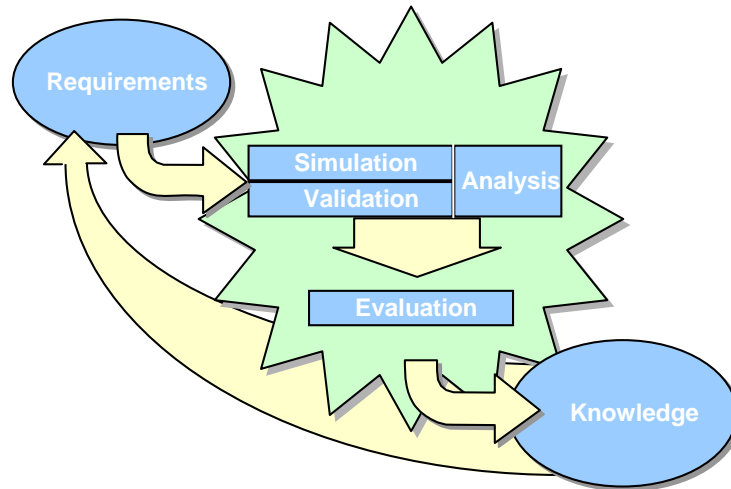 Requirements
Simulation
Analysis
Validation
Evaluation
Knowledge